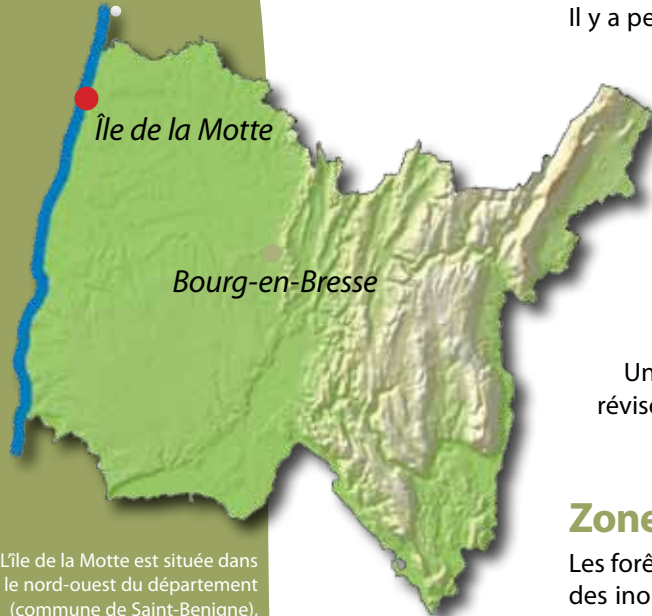 Il y a
Île de la Motte
Bourg-en-Bresse
Un
révis
Zone
Les forê
des ino
L'île de la Motte est située dans
le nord-ouest du département
(commune de Saint-Benigne),